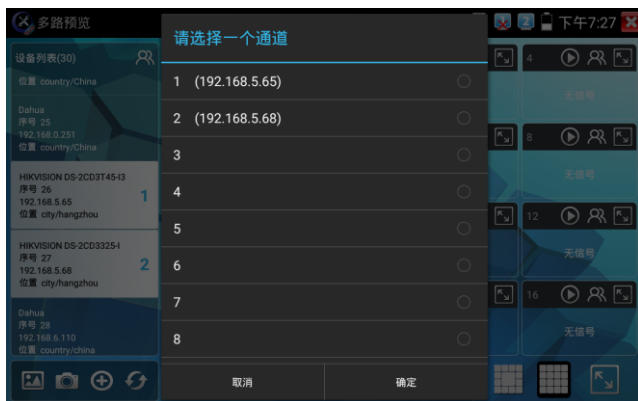 多路预览
2
下午7:27
设备列表(30)
位置 country/China
Dahua
序号 25
192.168.0.251
位置 country/China
HIKVISION DS-2CD3T45-I3
序号 26
192.168.5.65
位置 city/hangzhou
1
HIKVISION DS-2CD3325-I
序号 27
192.168.5.68
位置 city/hangzhou
2
Dahua
序号 28
192.168.6.110
位置 country/china
请选择一个通道
1 (192.168.5.65)
2 (192.168.5.68)
3
4
5
6
7
8
取消
确定
4
无信号
8
无信号
12
无信号
16
无信号